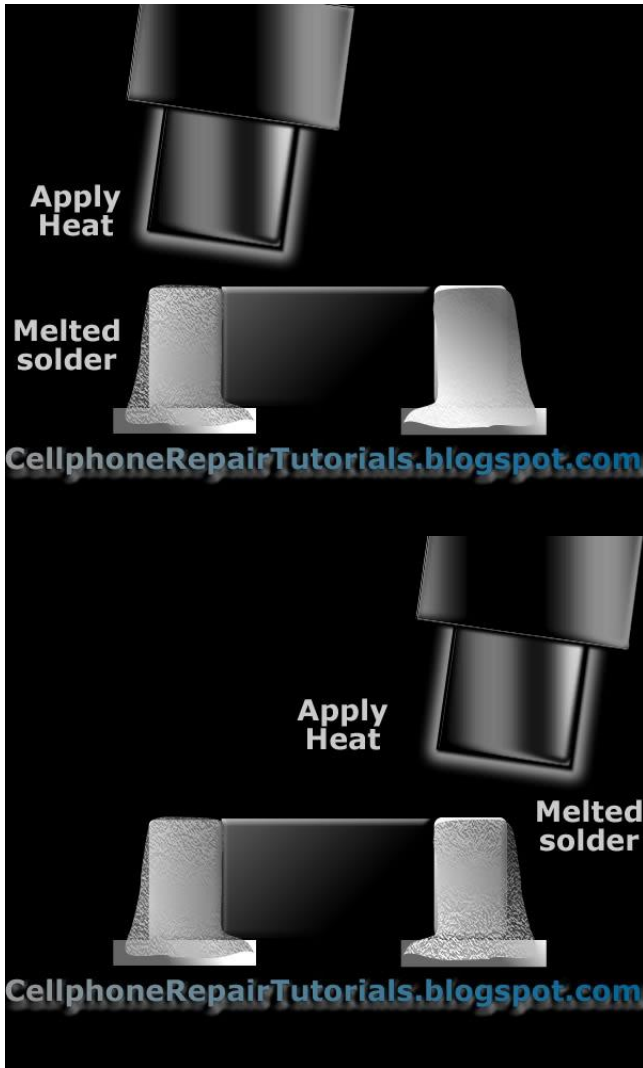 Apply
Heat
Melted
solder
CellphoneRepairTutorials.blogspot.com
Apply
Heat
Melted
solder
CellphoneRepairTutorials.blogspot.com